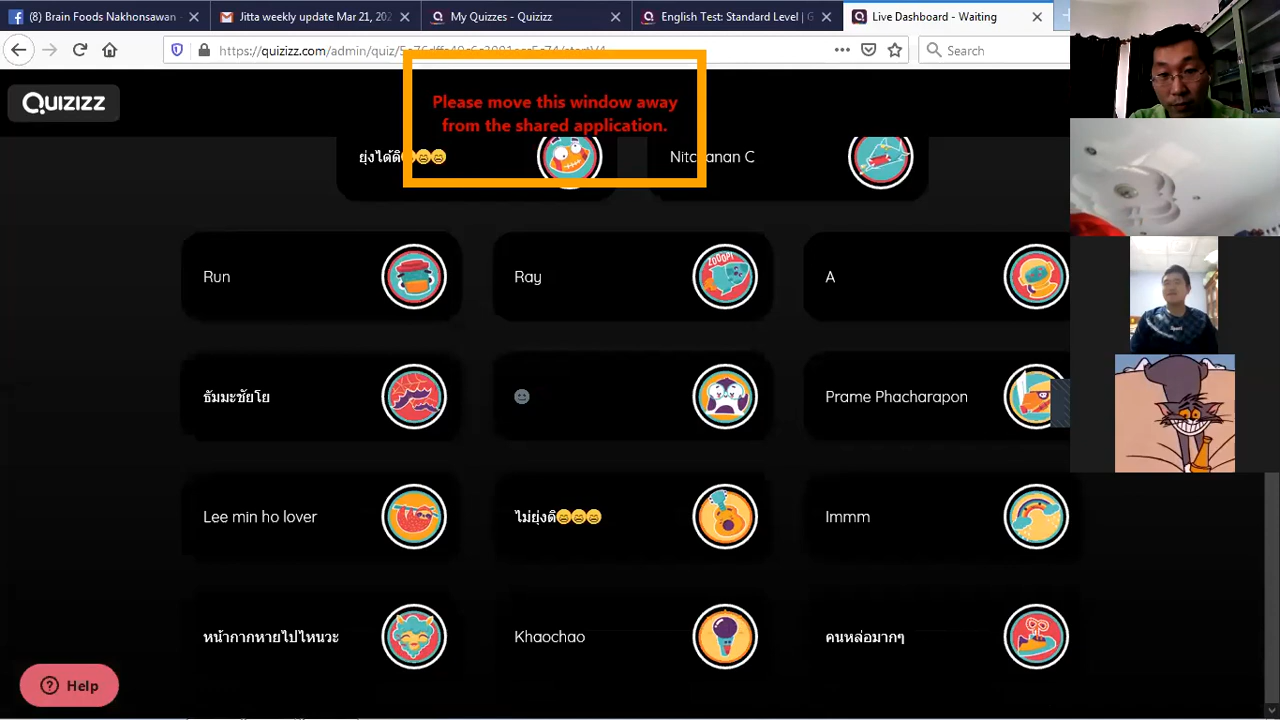 (8) Brain Foods Nakhonsawan -
Jitta weekly update Mar 21, 202
My Quizzes - Quizizz
English Test: Standard Level | G
Live Dashboard - Waiting
Search
Quizizz
Please move this window away
from the shared application.
ยุ่งได้ดิ😄😄😄
Nitchanan C
Run
Ray
ZOOOP!
A
ธัมมะชัยโย
Prame Phacharapon
Lee min ho lover
ไม่ยุ่งดิ😄😄😄
Immm
หน้ากากหายไปไหนวะ
Khaochao
คนหล่อมากๆ
Help